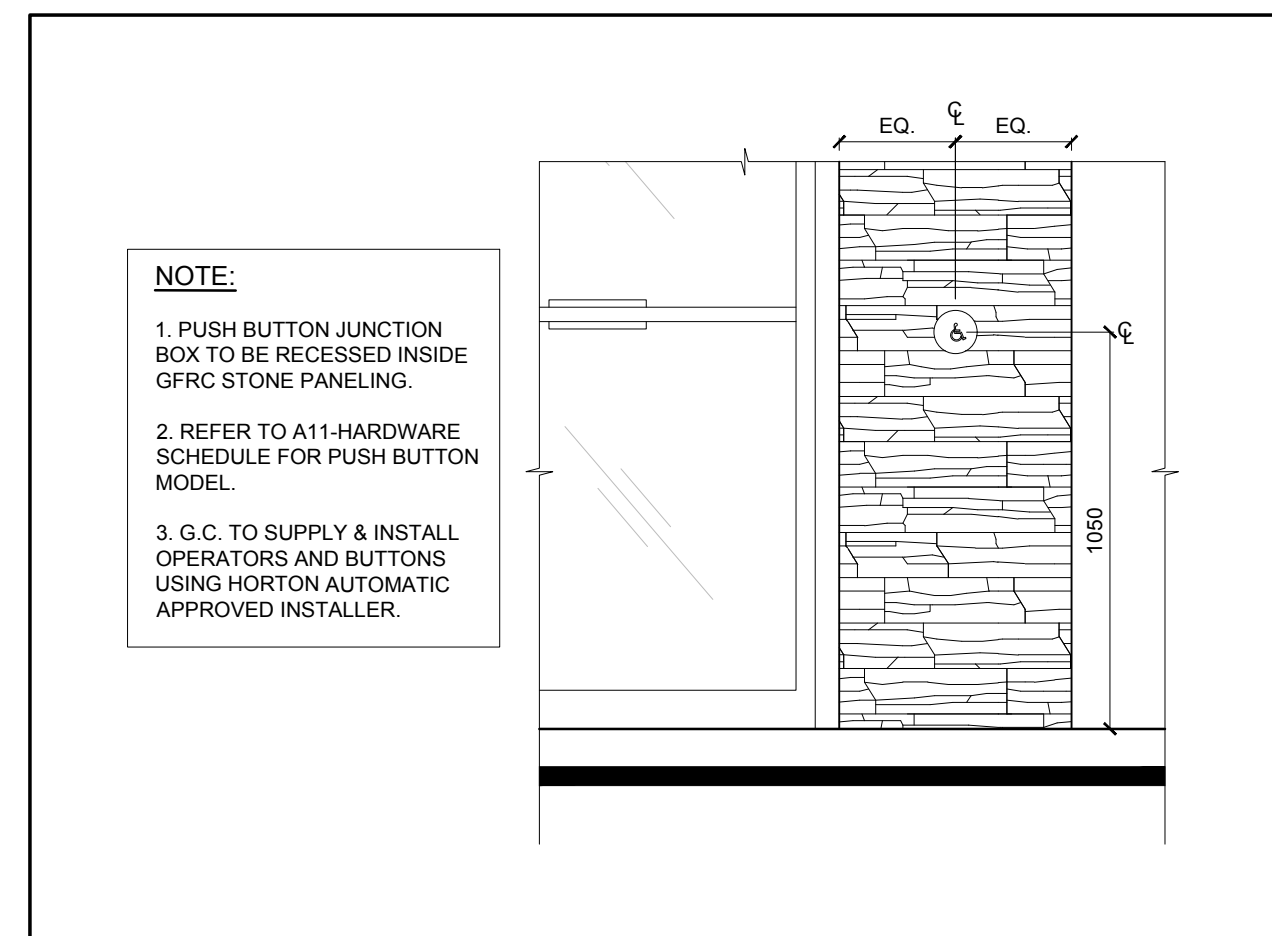 EQ. ℄ EQ.
NOTE:
1. PUSH BUTTON JUNCTION
BOX TO BE RECESSED INSIDE
GFRC STONE PANELING.
2. REFER TO A11-HARDWARE
SCHEDULE FOR PUSH BUTTON
MODEL.
3. G.C. TO SUPPLY & INSTALL
OPERATORS AND BUTTONS
USING HORTON AUTOMATIC
APPROVED INSTALLER.
℄
1050